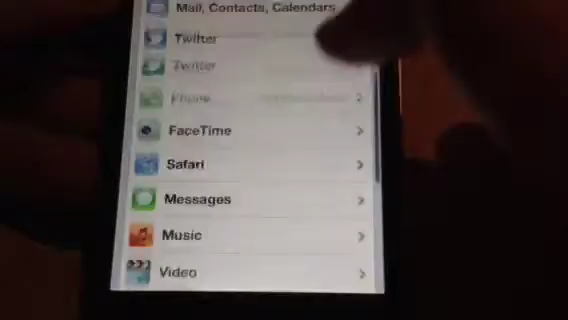 Mail, Contacts, Calendars
Twitter
Twitter
Phone
FaceTime
Safari
Messages
Music
Video